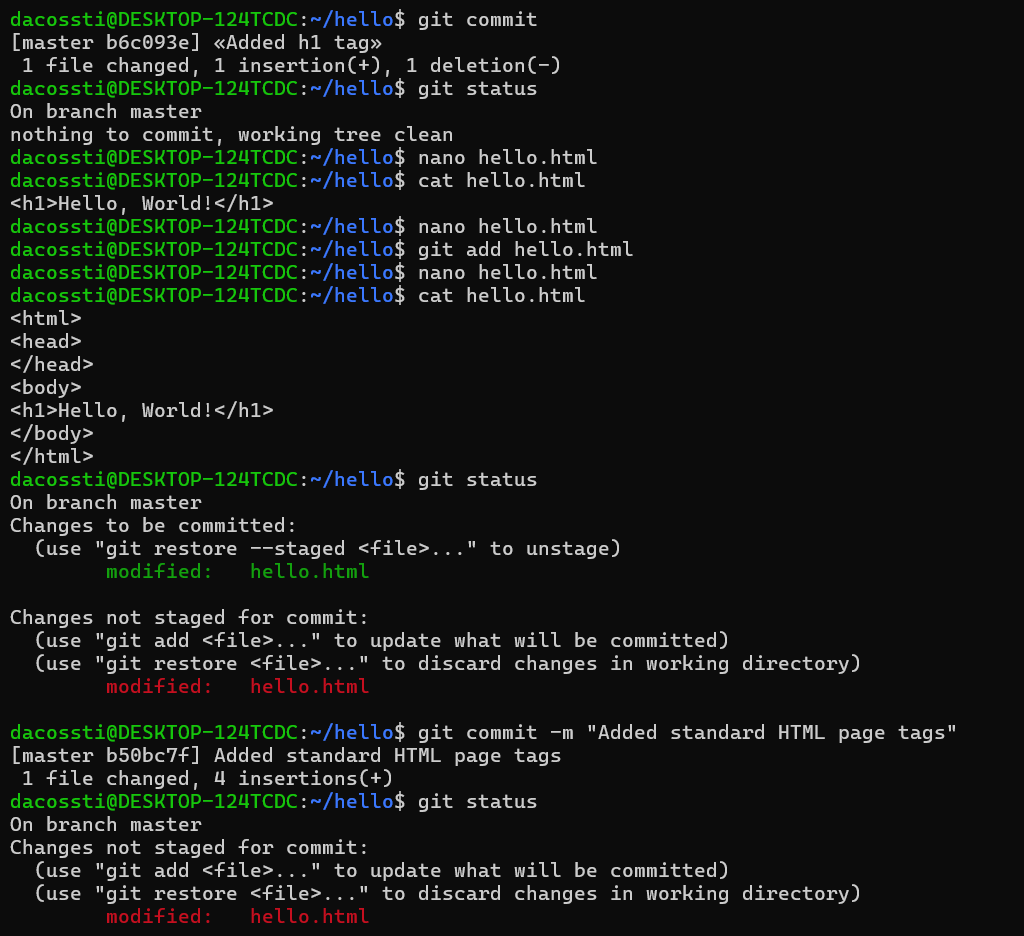 dacossti@DESKTOP-124TCDC:~/hello$ git commit
[master b6c093e] «Added h1 tag»
 1 file changed, 1 insertion(+), 1 deletion(-)
dacossti@DESKTOP-124TCDC:~/hello$ git status
On branch master
nothing to commit, working tree clean
dacossti@DESKTOP-124TCDC:~/hello$ nano hello.html
dacossti@DESKTOP-124TCDC:~/hello$ cat hello.html
<h1>Hello, World!</h1>
dacossti@DESKTOP-124TCDC:~/hello$ nano hello.html
dacossti@DESKTOP-124TCDC:~/hello$ git add hello.html
dacossti@DESKTOP-124TCDC:~/hello$ nano hello.html
dacossti@DESKTOP-124TCDC:~/hello$ cat hello.html
<html>
<head>
</head>
<body>
<h1>Hello, World!</h1>
</body>
</html>
dacossti@DESKTOP-124TCDC:~/hello$ git status
On branch master
Changes to be committed:
  (use "git restore --staged <file>..." to unstage)
        modified:   hello.html

Changes not staged for commit:
  (use "git add <file>..." to update what will be committed)
  (use "git restore <file>..." to discard changes in working directory)
        modified:   hello.html

dacossti@DESKTOP-124TCDC:~/hello$ git commit -m "Added standard HTML page tags"
[master b50bc7f] Added standard HTML page tags
 1 file changed, 4 insertions(+)
dacossti@DESKTOP-124TCDC:~/hello$ git status
On branch master
Changes not staged for commit:
  (use "git add <file>..." to update what will be committed)
  (use "git restore <file>..." to discard changes in working directory)
        modified:   hello.html